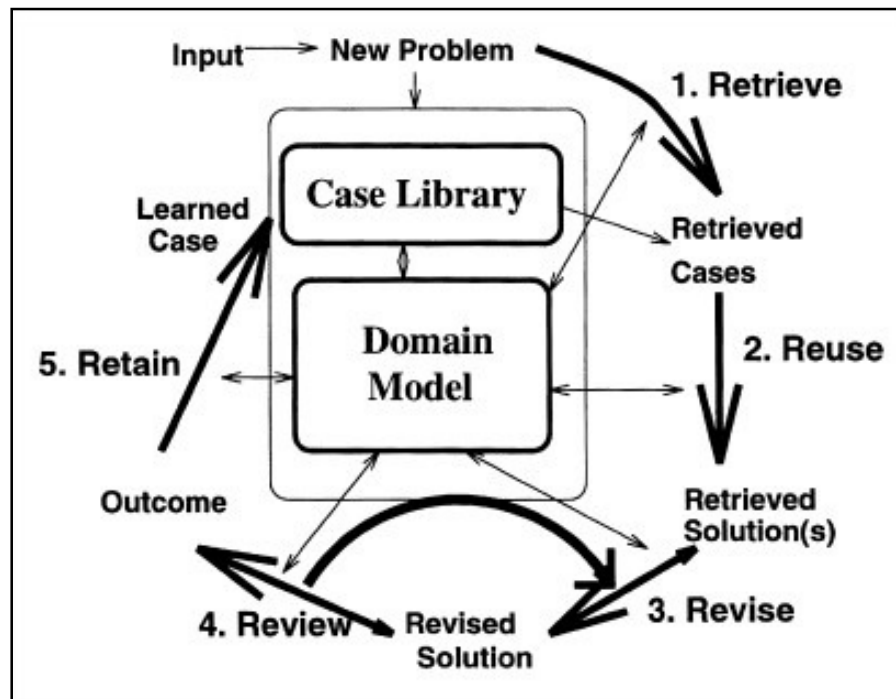 Input
New Problem
1. Retrieve
Case Library
Learned
Case
Retrieved
Cases
Domain
Model
2. Reuse
5. Retain
Outcome
Retrieved
Solution(s)
3. Revise
4. Review
Revised
Solution